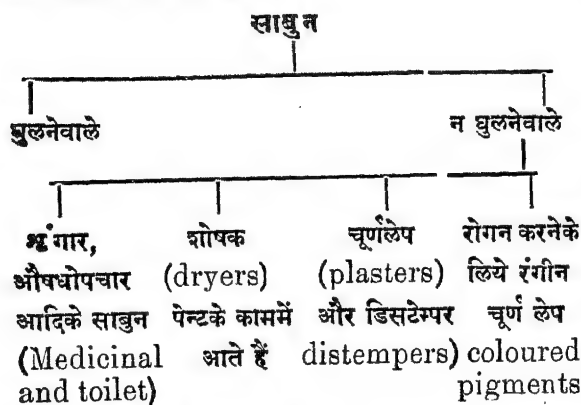 साबुन
घुलनेवाले न घुलनेवाले
शृंगार, शोषक चूर्णलेप रोगन करनेके
औषधोपचार (dryers) (plasters) लिये रंगीन
आदिके साबुन पेन्टके काममें और डिसटेम्पर चूर्ण लेप
(Medicinal आते हैं distempers) coloured
and toilet) pigments